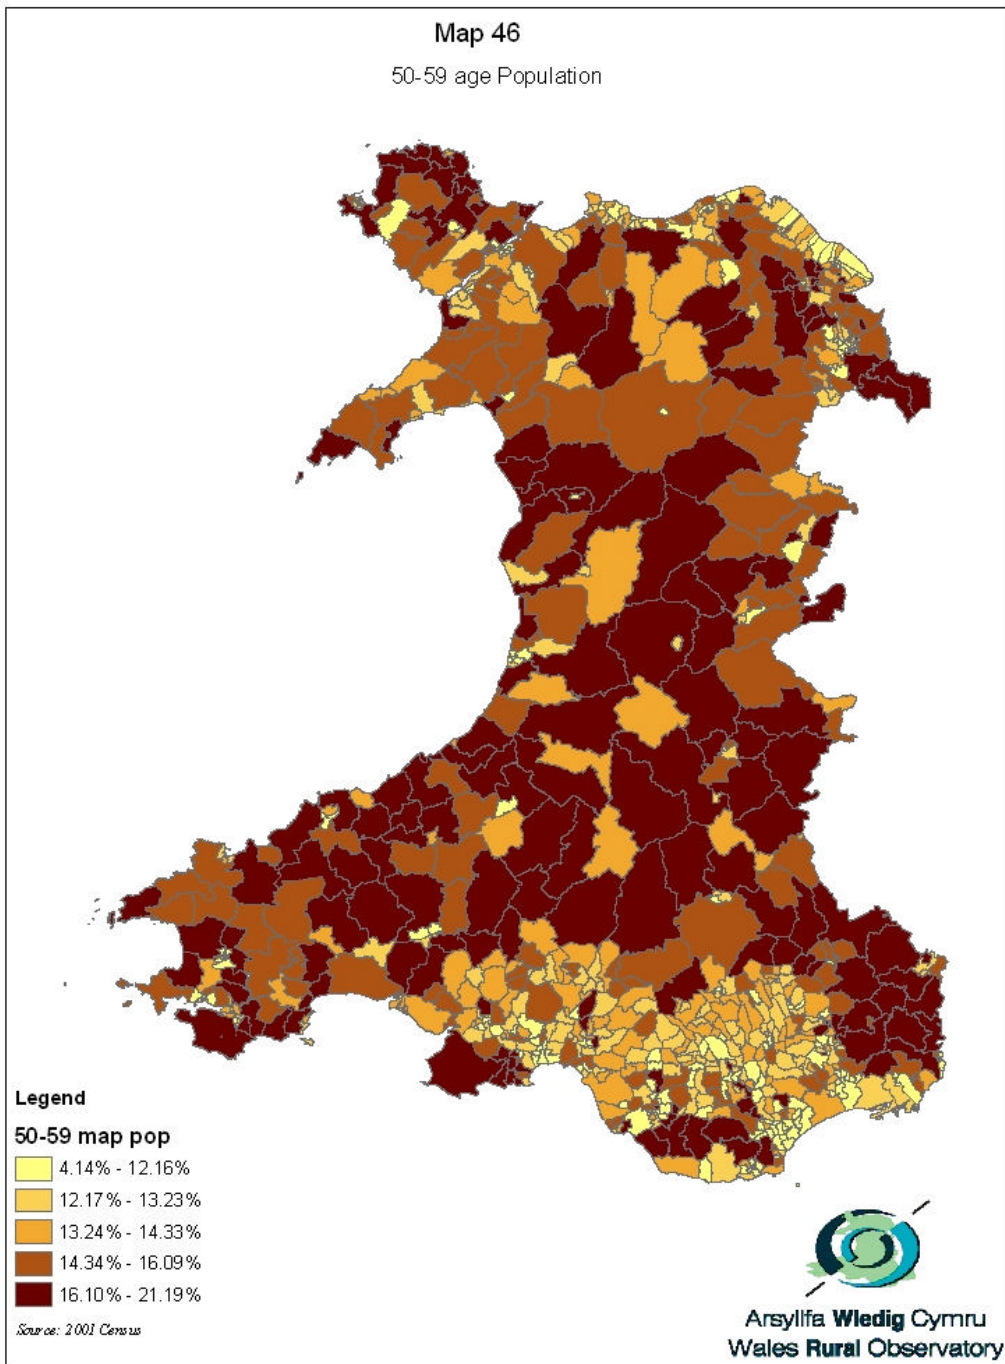 Map 46
50-59 age Population
Legend
50-59 map pop
4.14% - 12.16%
12.17% - 13.23%
13.24% - 14.33%
14.34% - 16.09%
16.10% - 21.19%
Source: 2001 Census
Arsyllfa Wledig Cymru
Wales Rural Observatory